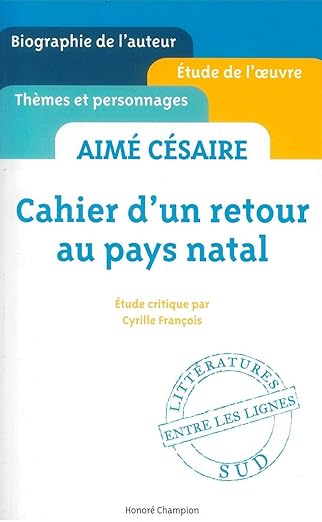 Biographie de l'auteur
Étude de l'œuvre
Thèmes et personnages
AIMÉ CÉSAIRE
Cahier d'un retour
au pays natal
Étude critique par
Cyrille François
LITTÉRATURES
ENTRE LES LIGNES
SUD
Honoré Champion